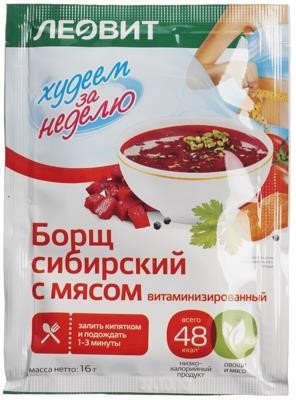 ЛЕОВИТ
худеем
за
неделю
Борщ
сибирский
с мясом витаминизированный
залить кипятком
и подождать
1-3 минуты
всего
48
ккал
низко-
калорийный
продукт
овощи
и мясо
масса нетто: 16 г